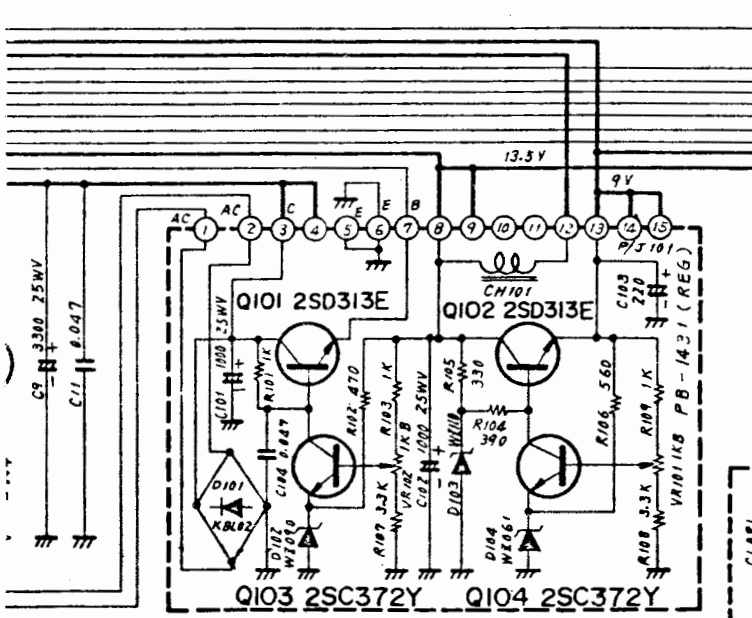 13.5V
9V
AC
AC
C
E
E
B
1
2
3
4
5
6
7
8
9
10
11
12
13
14
15
P/J101
CH101
Q101 2SD313E
Q102 2SD313E
C9 3300 25WV
C11 0.047
C101 1000 25WV
R101 1K
R102 470
R103 1K
VR102 1KB
C102 1000 25WV
R105 330
R104 390
R106 560
R109 1K
VR101 1KB
C103 220
PB-1431 (REG)
C104 0.047
D101
KBL02
D102 WZ090
R107 3.3K
D103 WZ110
D104 WZ061
R108 3.3K
Q103 2SC372Y
Q104 2SC372Y